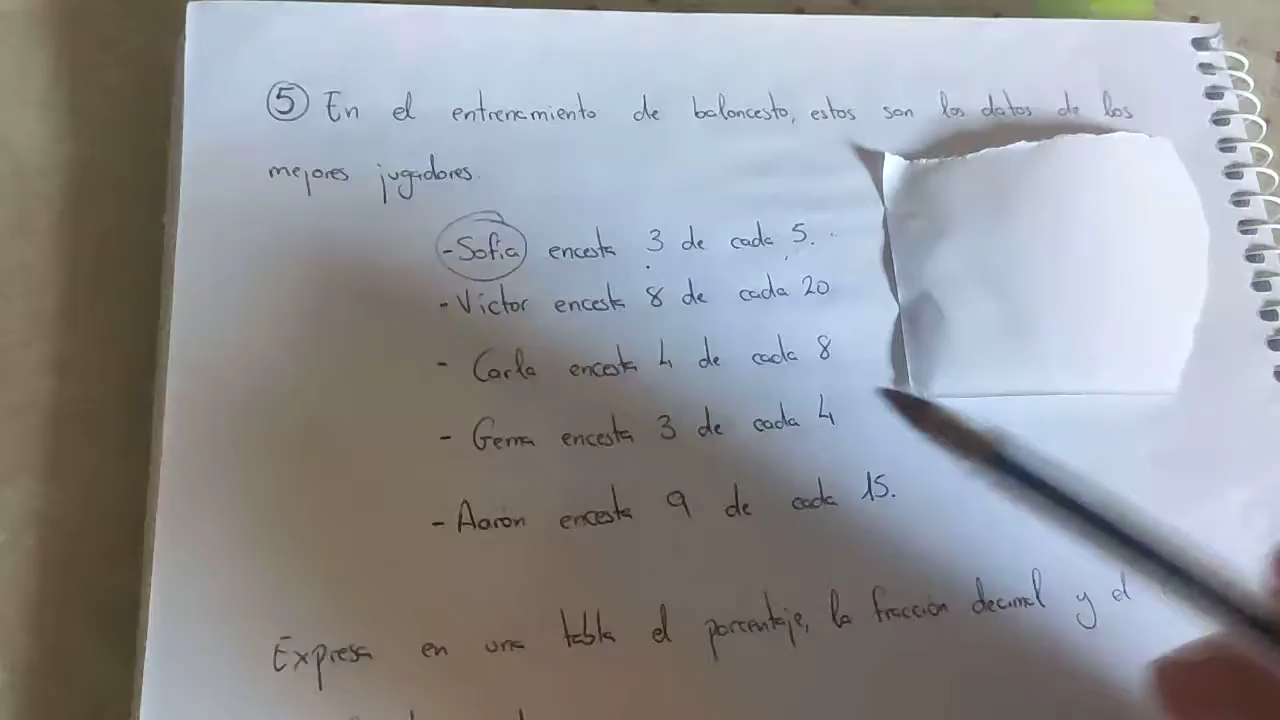 ⑤ En el entrenamiento de baloncesto, estos son los datos de los
mejores jugadores.
- Sofía encesta 3 de cada 5.
- Víctor encesta 8 de cada 20
- Carla encesta 4 de cada 8
- Gema encesta 3 de cada 4
- Aarón encesta 9 de cada 15.
Expresa en una tabla el porcentaje, la fracción decimal y el